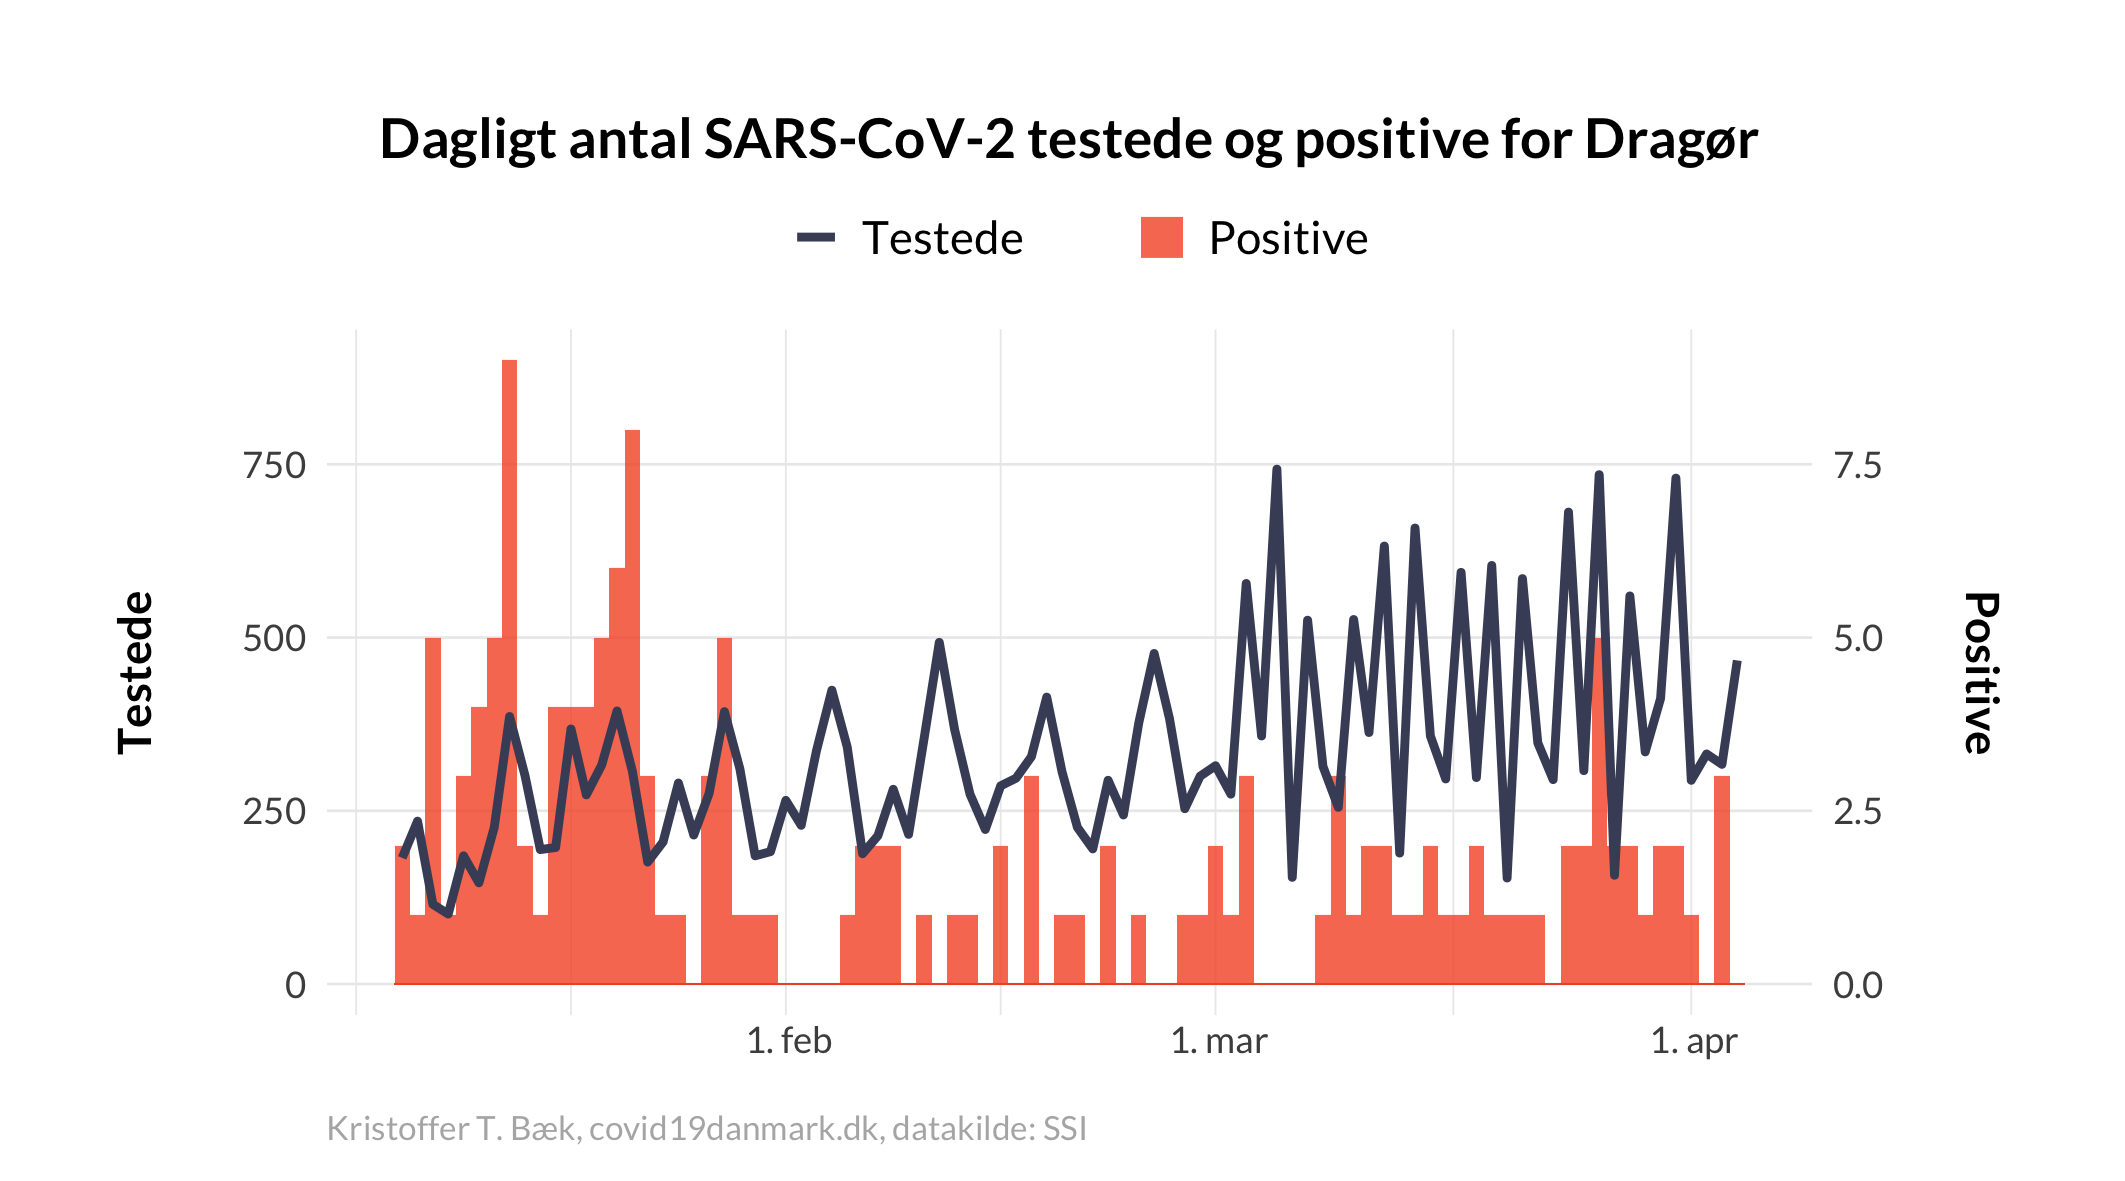 Dagligt antal SARS-CoV-2 testede og positive for Dragør
Testede
Positive
Testede
750
500
250
0
7.5
5.0
2.5
0.0
Positive
1. feb
1. mar
1. apr
Kristoffer T. Bæk, covid19danmark.dk, datakilde: SSI